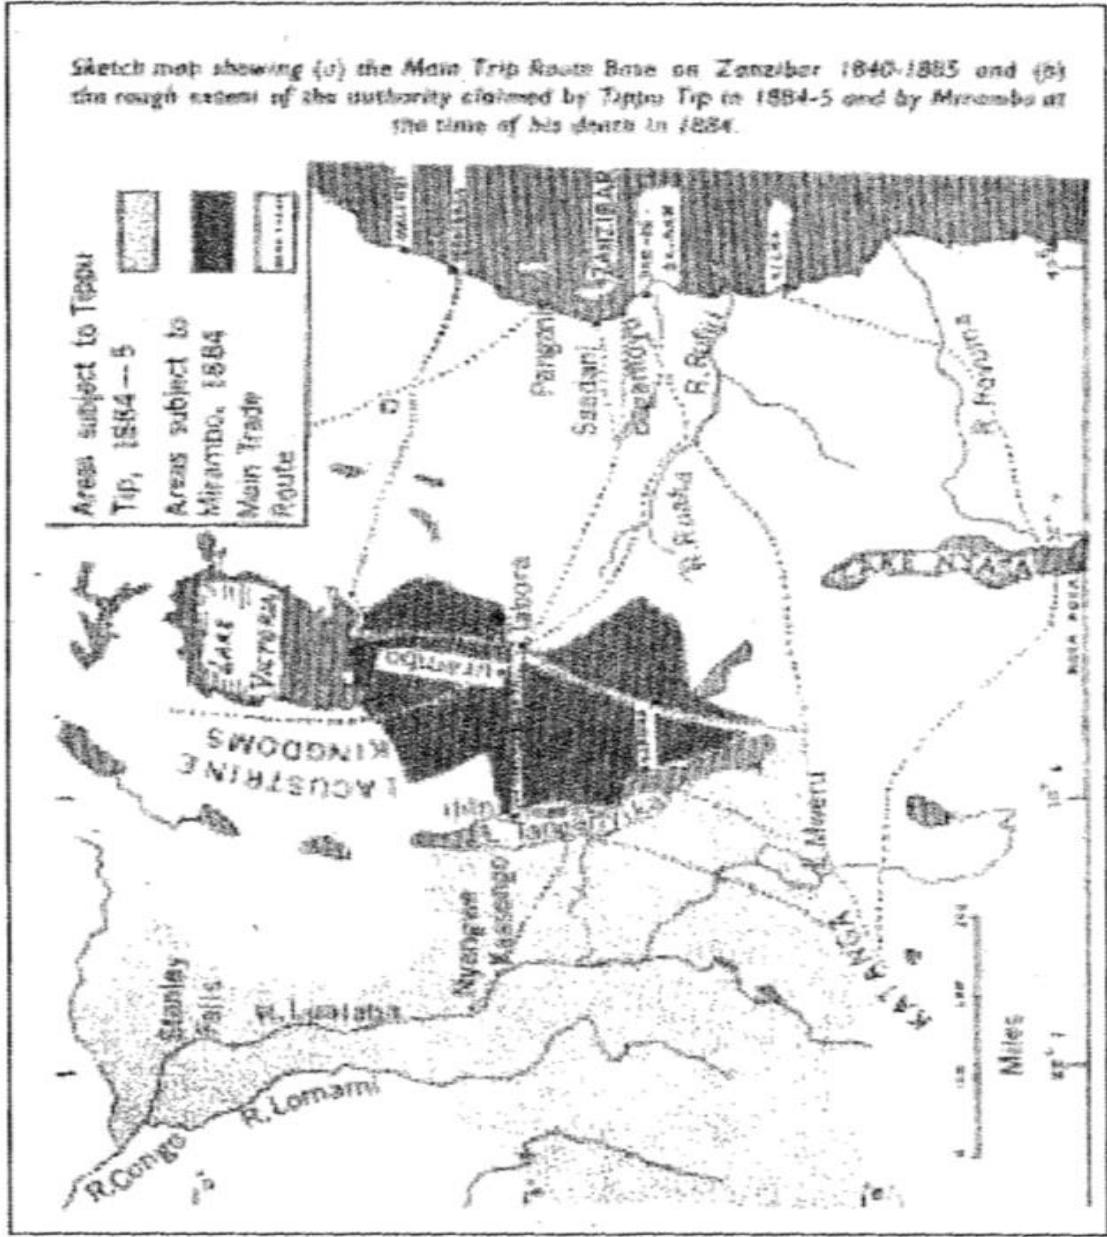 Sketch map showing (a) the Main Trip Route Base on Zanzibar 1840-1885 and (b)
the rough extent of the authority claimed by Tippu Tip in 1884-5 and by Mirambo at
the time of his death in 1884.
Areas subject to Tippu
Tip, 1884-5
Areas subject to
Mirambo, 1884
Main Trade
Route
ZANZIBAR
Pangani
Saadani
Bagamoyo
R. Rufiji
R. Ruaha
R. Rovuma
LAKE NYASA
LAKE
VICTORIA
Urambo
Tabora
LACUSTRINE
KINGDOMS
Ujiji
L. Tanganyika
L. Mweru
KATANGA
Nyangwe
Kassongo
Stanley
Falls
R. Lualaba
R. Lomami
R. Congo
Miles